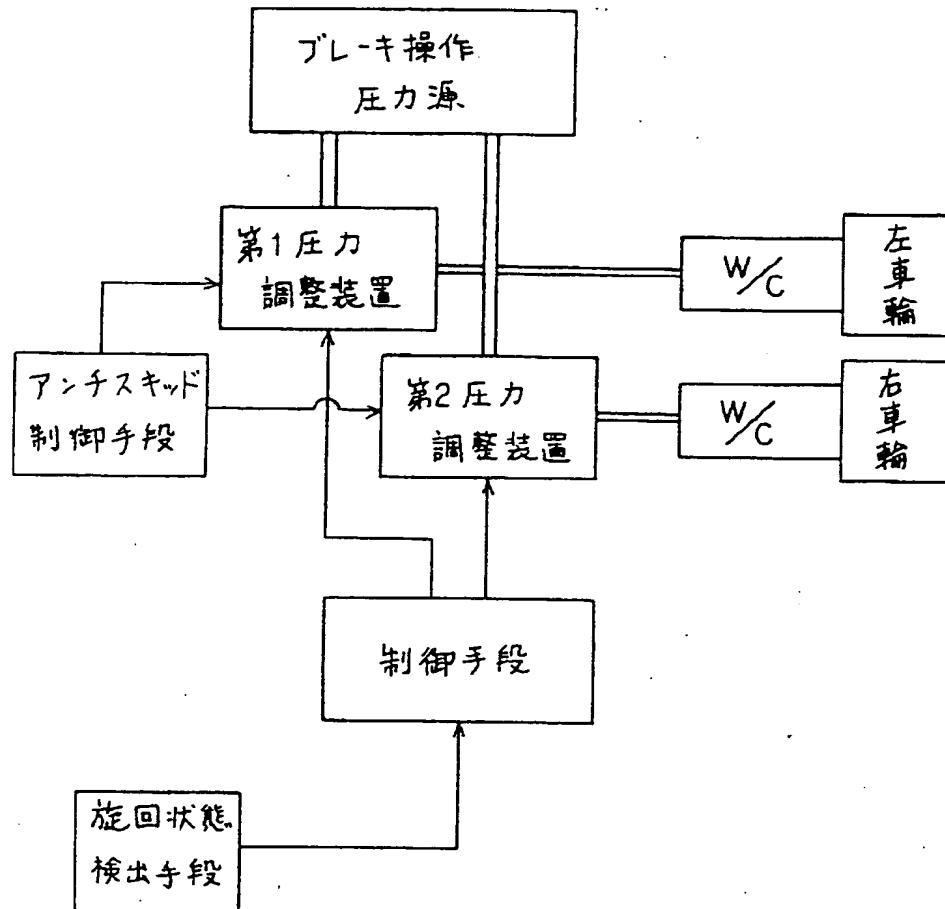 ブレーキ操作
圧力源
第1圧力
調整装置
W/C
左車輪
アンチスキッド
制御手段
第2圧力
調整装置
W/C
右車輪
制御手段
旋回状態
検出手段